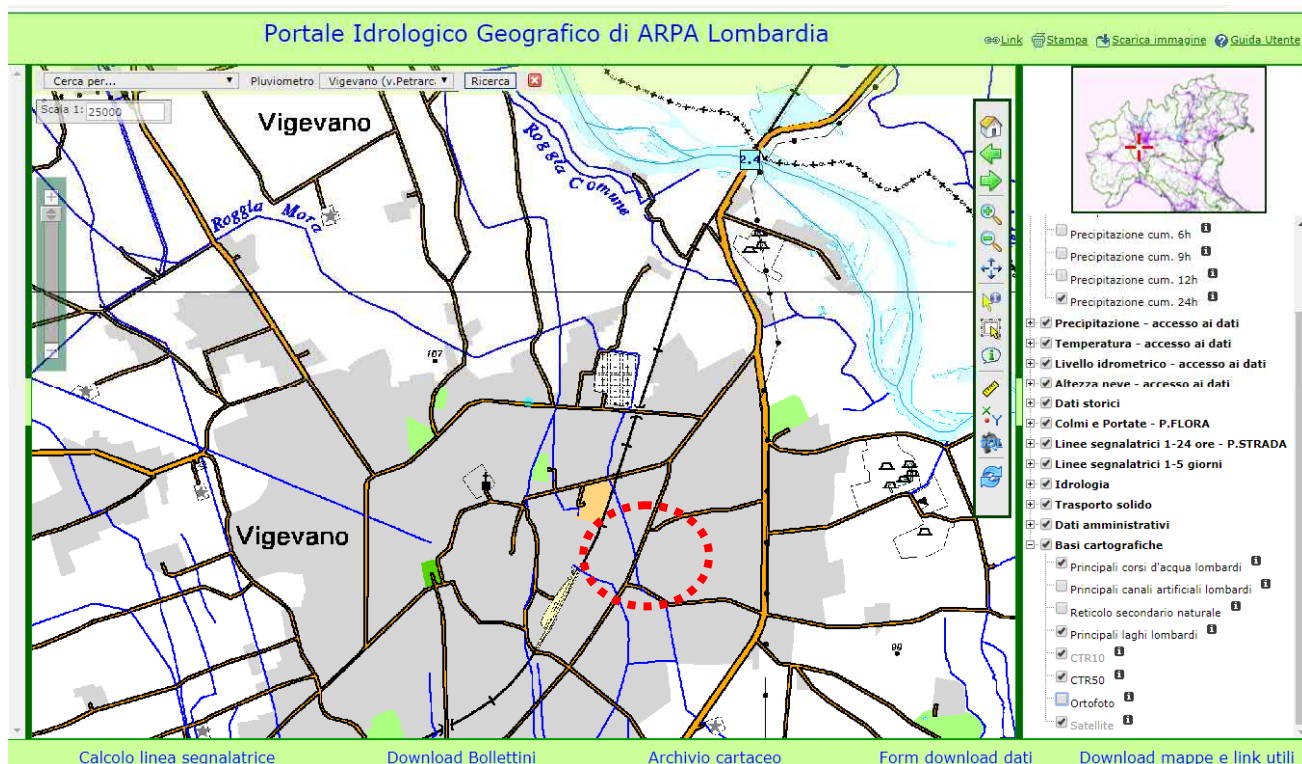 Portale Idrologico Geografico di ARPA Lombardia
Link Stampa Scarica immagine Guida Utente
Cerca per... Pluviometro Vigevano (v.Petrarc. Ricerca
Scala 1: 25000
Vigevano
Roggia Comune
2.4
Roggia Mora
107
Vigevano
98
Precipitazione cum. 6h
Precipitazione cum. 9h
Precipitazione cum. 12h
Precipitazione cum. 24h
Precipitazione - accesso ai dati
Temperatura - accesso ai dati
Livello idrometrico - accesso ai dati
Altezza neve - accesso ai dati
Dati storici
Colmi e Portate - P.FLORA
Linee segnalatrici 1-24 ore - P.STRADA
Linee segnalatrici 1-5 giorni
Idrologia
Trasporto solido
Dati amministrativi
Basi cartografiche
Principali corsi d'acqua lombardi
Principali canali artificiali lombardi
Reticolo secondario naturale
Principali laghi lombardi
CTR10
CTR50
Ortofoto
Satellite
Calcolo linea segnalatrice Download Bollettini Archivio cartaceo Form download dati Download mappe e link utili